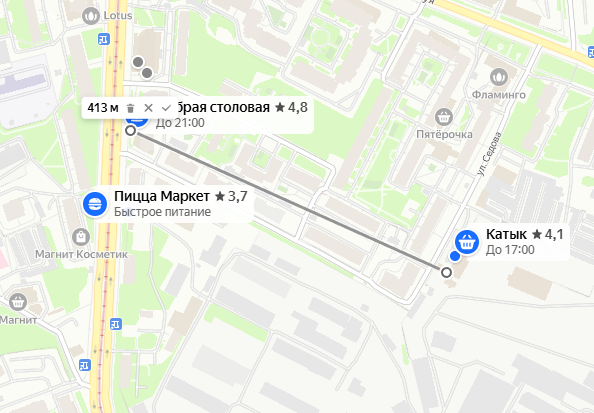 Lotus
Фламинго
413 м
брая столовая ★ 4,8
До 21:00
Пятёрочка
ул. Седова
Пицца Маркет ★ 3,7
Быстрое питание
Катык ★ 4,1
До 17:00
Магнит Косметик
Магнит